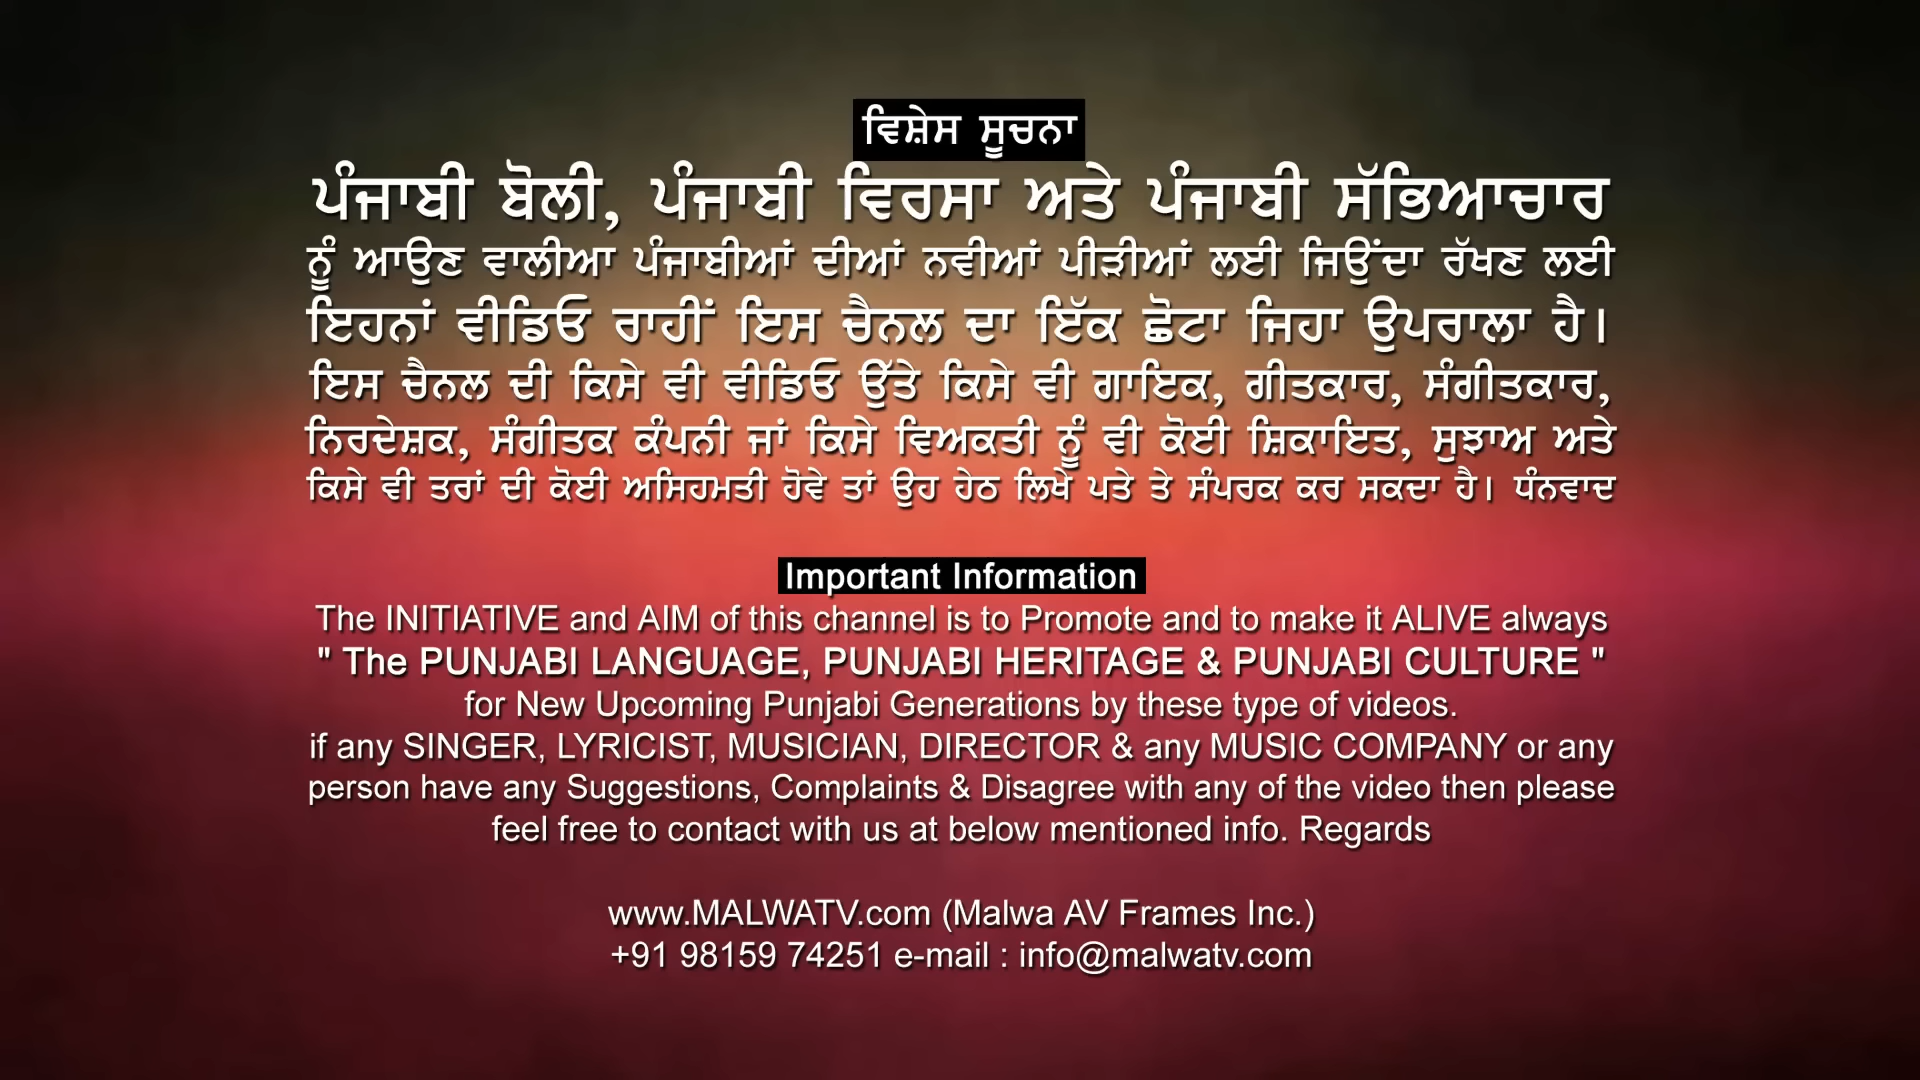 ਵਿਸ਼ੇਸ ਸੂਚਨਾ
ਪੰਜਾਬੀ ਬੋਲੀ, ਪੰਜਾਬੀ ਵਿਰਸਾ ਅਤੇ ਪੰਜਾਬੀ ਸੱਭਿਆਚਾਰ
ਨੂੰ ਆਉਣ ਵਾਲੀਆ ਪੰਜਾਬੀਆਂ ਦੀਆਂ ਨਵੀਆਂ ਪੀੜੀਆਂ ਲਈ ਜਿਉਂਦਾ ਰੱਖਣ ਲਈ
ਇਹਨਾਂ ਵੀਡਿਓ ਰਾਹੀਂ ਇਸ ਚੈਨਲ ਦਾ ਇੱਕ ਛੋਟਾ ਜਿਹਾ ਉਪਰਾਲਾ ਹੈ।
ਇਸ ਚੈਨਲ ਦੀ ਕਿਸੇ ਵੀ ਵੀਡਿਓ ਉੱਤੇ ਕਿਸੇ ਵੀ ਗਾਇਕ, ਗੀਤਕਾਰ, ਸੰਗੀਤਕਾਰ,
ਨਿਰਦੇਸ਼ਕ, ਸੰਗੀਤਕ ਕੰਪਨੀ ਜਾਂ ਕਿਸੇ ਵਿਅਕਤੀ ਨੂੰ ਵੀ ਕੋਈ ਸ਼ਿਕਾਇਤ, ਸੁਝਾਅ ਅਤੇ
ਕਿਸੇ ਵੀ ਤਰਾਂ ਦੀ ਕੋਈ ਅਸਿਹਮਤੀ ਹੋਵੇ ਤਾਂ ਉਹ ਹੇਠ ਲਿਖੇ ਪਤੇ ਤੇ ਸੰਪਰਕ ਕਰ ਸਕਦਾ ਹੈ। ਧੰਨਵਾਦ
Important Information
The INITIATIVE and AIM of this channel is to Promote and to make it ALIVE always
" The PUNJABI LANGUAGE, PUNJABI HERITAGE & PUNJABI CULTURE "
for New Upcoming Punjabi Generations by these type of videos.
if any SINGER, LYRICIST, MUSICIAN, DIRECTOR & any MUSIC COMPANY or any
person have any Suggestions, Complaints & Disagree with any of the video then please
feel free to contact with us at below mentioned info. Regards
www.MALWATV.com (Malwa AV Frames Inc.)
+91 98159 74251 e-mail : info@malwatv.com